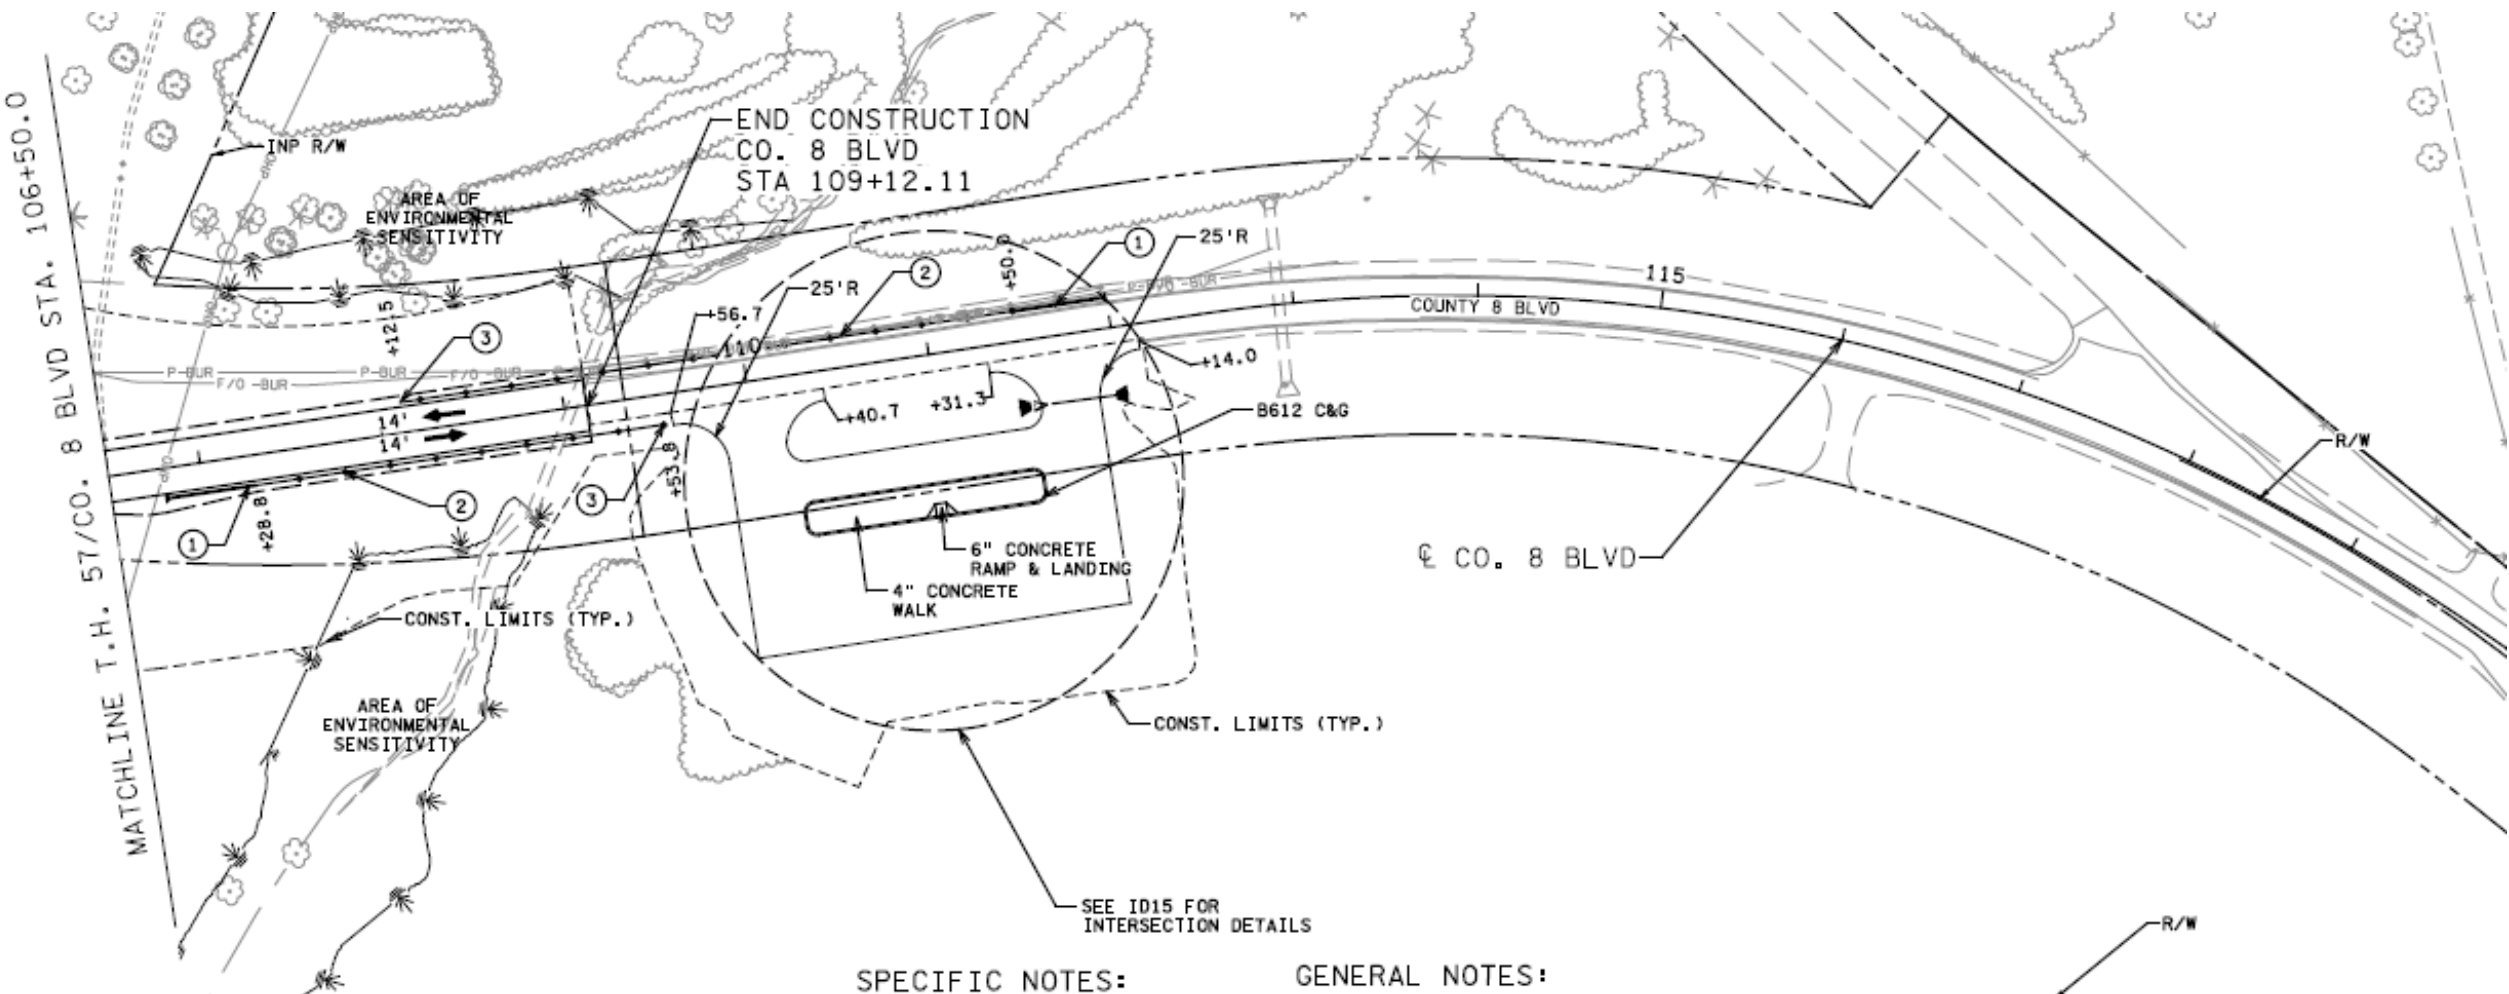 MATCHLINE T.H. 57/CO. 8 BLVD STA. 106+50.0
INP R/W
END CONSTRUCTION
CO. 8 BLVD
STA 109+12.11
AREA OF
ENVIRONMENTAL
SENSITIVITY
+50.0
1
25'R
2
25'R
+56.7
115
COUNTY 8 BLVD
P-F/O -BUR
+12.5
3
110
+14.0
P-BUR
F/O -BUR
P-BUR
F/O -BUR
14'
14'
+40.7
+31.3
B612 C&G
R/W
+53.8
3
2
1
+28.8
6" CONCRETE
RAMP & LANDING
4" CONCRETE
WALK
℄ CO. 8 BLVD
CONST. LIMITS (TYP.)
AREA OF
ENVIRONMENTAL
SENSITIVITY
CONST. LIMITS (TYP.)
SEE ID15 FOR
INTERSECTION DETAILS
R/W
SPECIFIC NOTES:
GENERAL NOTES: